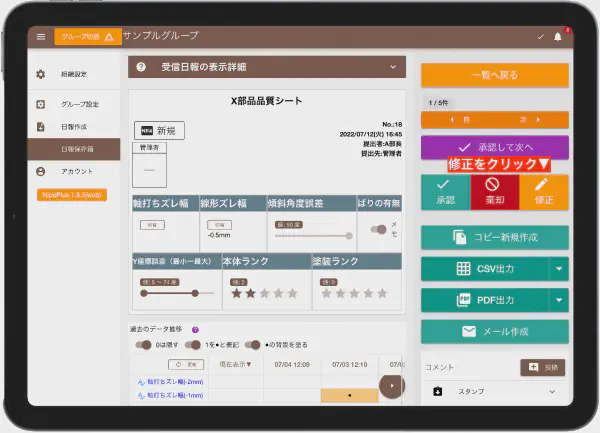 グループ切替
サンプルグループ
8
組織設定
グループ設定
日報作成
日報保存箱
アカウント
NipoPlus 1.5.0(web)
受信日報の表示詳細
X部品品質シート
NEW 新規
No.:18
2022/07/12(火) 16:45
提出者:A部長
提出先:管理者
管理者
軸打ちズレ幅
線形ズレ幅
傾斜角度誤差
ばりの有無
-0.5mm
値: 50 度
メモ
Y座標誤差（最小ー最大）
本体ランク
塗装ランク
値: 5 〜 74 度
値: 2
値: 0
過去のデータ推移
0は隠す
1を●と表記
●の背景を塗る
更新
現在表示▼
07/04 12:09
07/03 12:10
軸打ちズレ幅(-2mm)
軸打ちズレ幅(-1mm)
一覧へ戻る
1 / 5件
前
次
承認して次へ
修正をクリック▼
承認
棄却
修正
コピー新規作成
CSV出力
PDF出力
メール作成
コメント
投稿
スタンプ